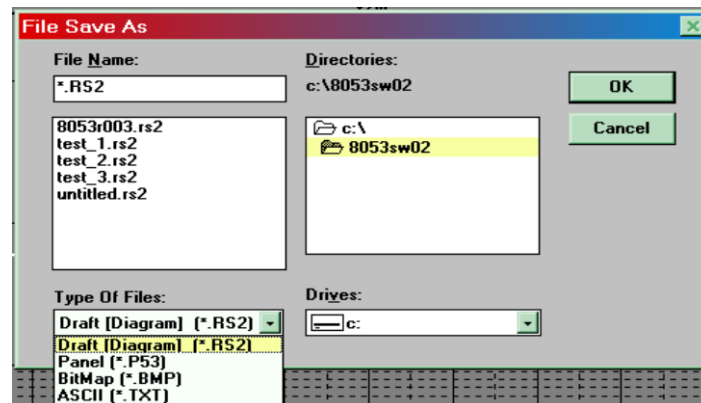 File Save As
File Name:
*.RS2
8053r003.rs2
test_1.rs2
test_2.rs2
test_3.rs2
untitled.rs2
Directories:
c:\8053sw02
c:\
8053sw02
OK
Cancel
Type Of Files:
Draft [Diagram] (*.RS2)
Draft [Diagram] (*.RS2)
Panel (*.P53)
BitMap (*.BMP)
ASCII (*.TXT)
Drives:
c: